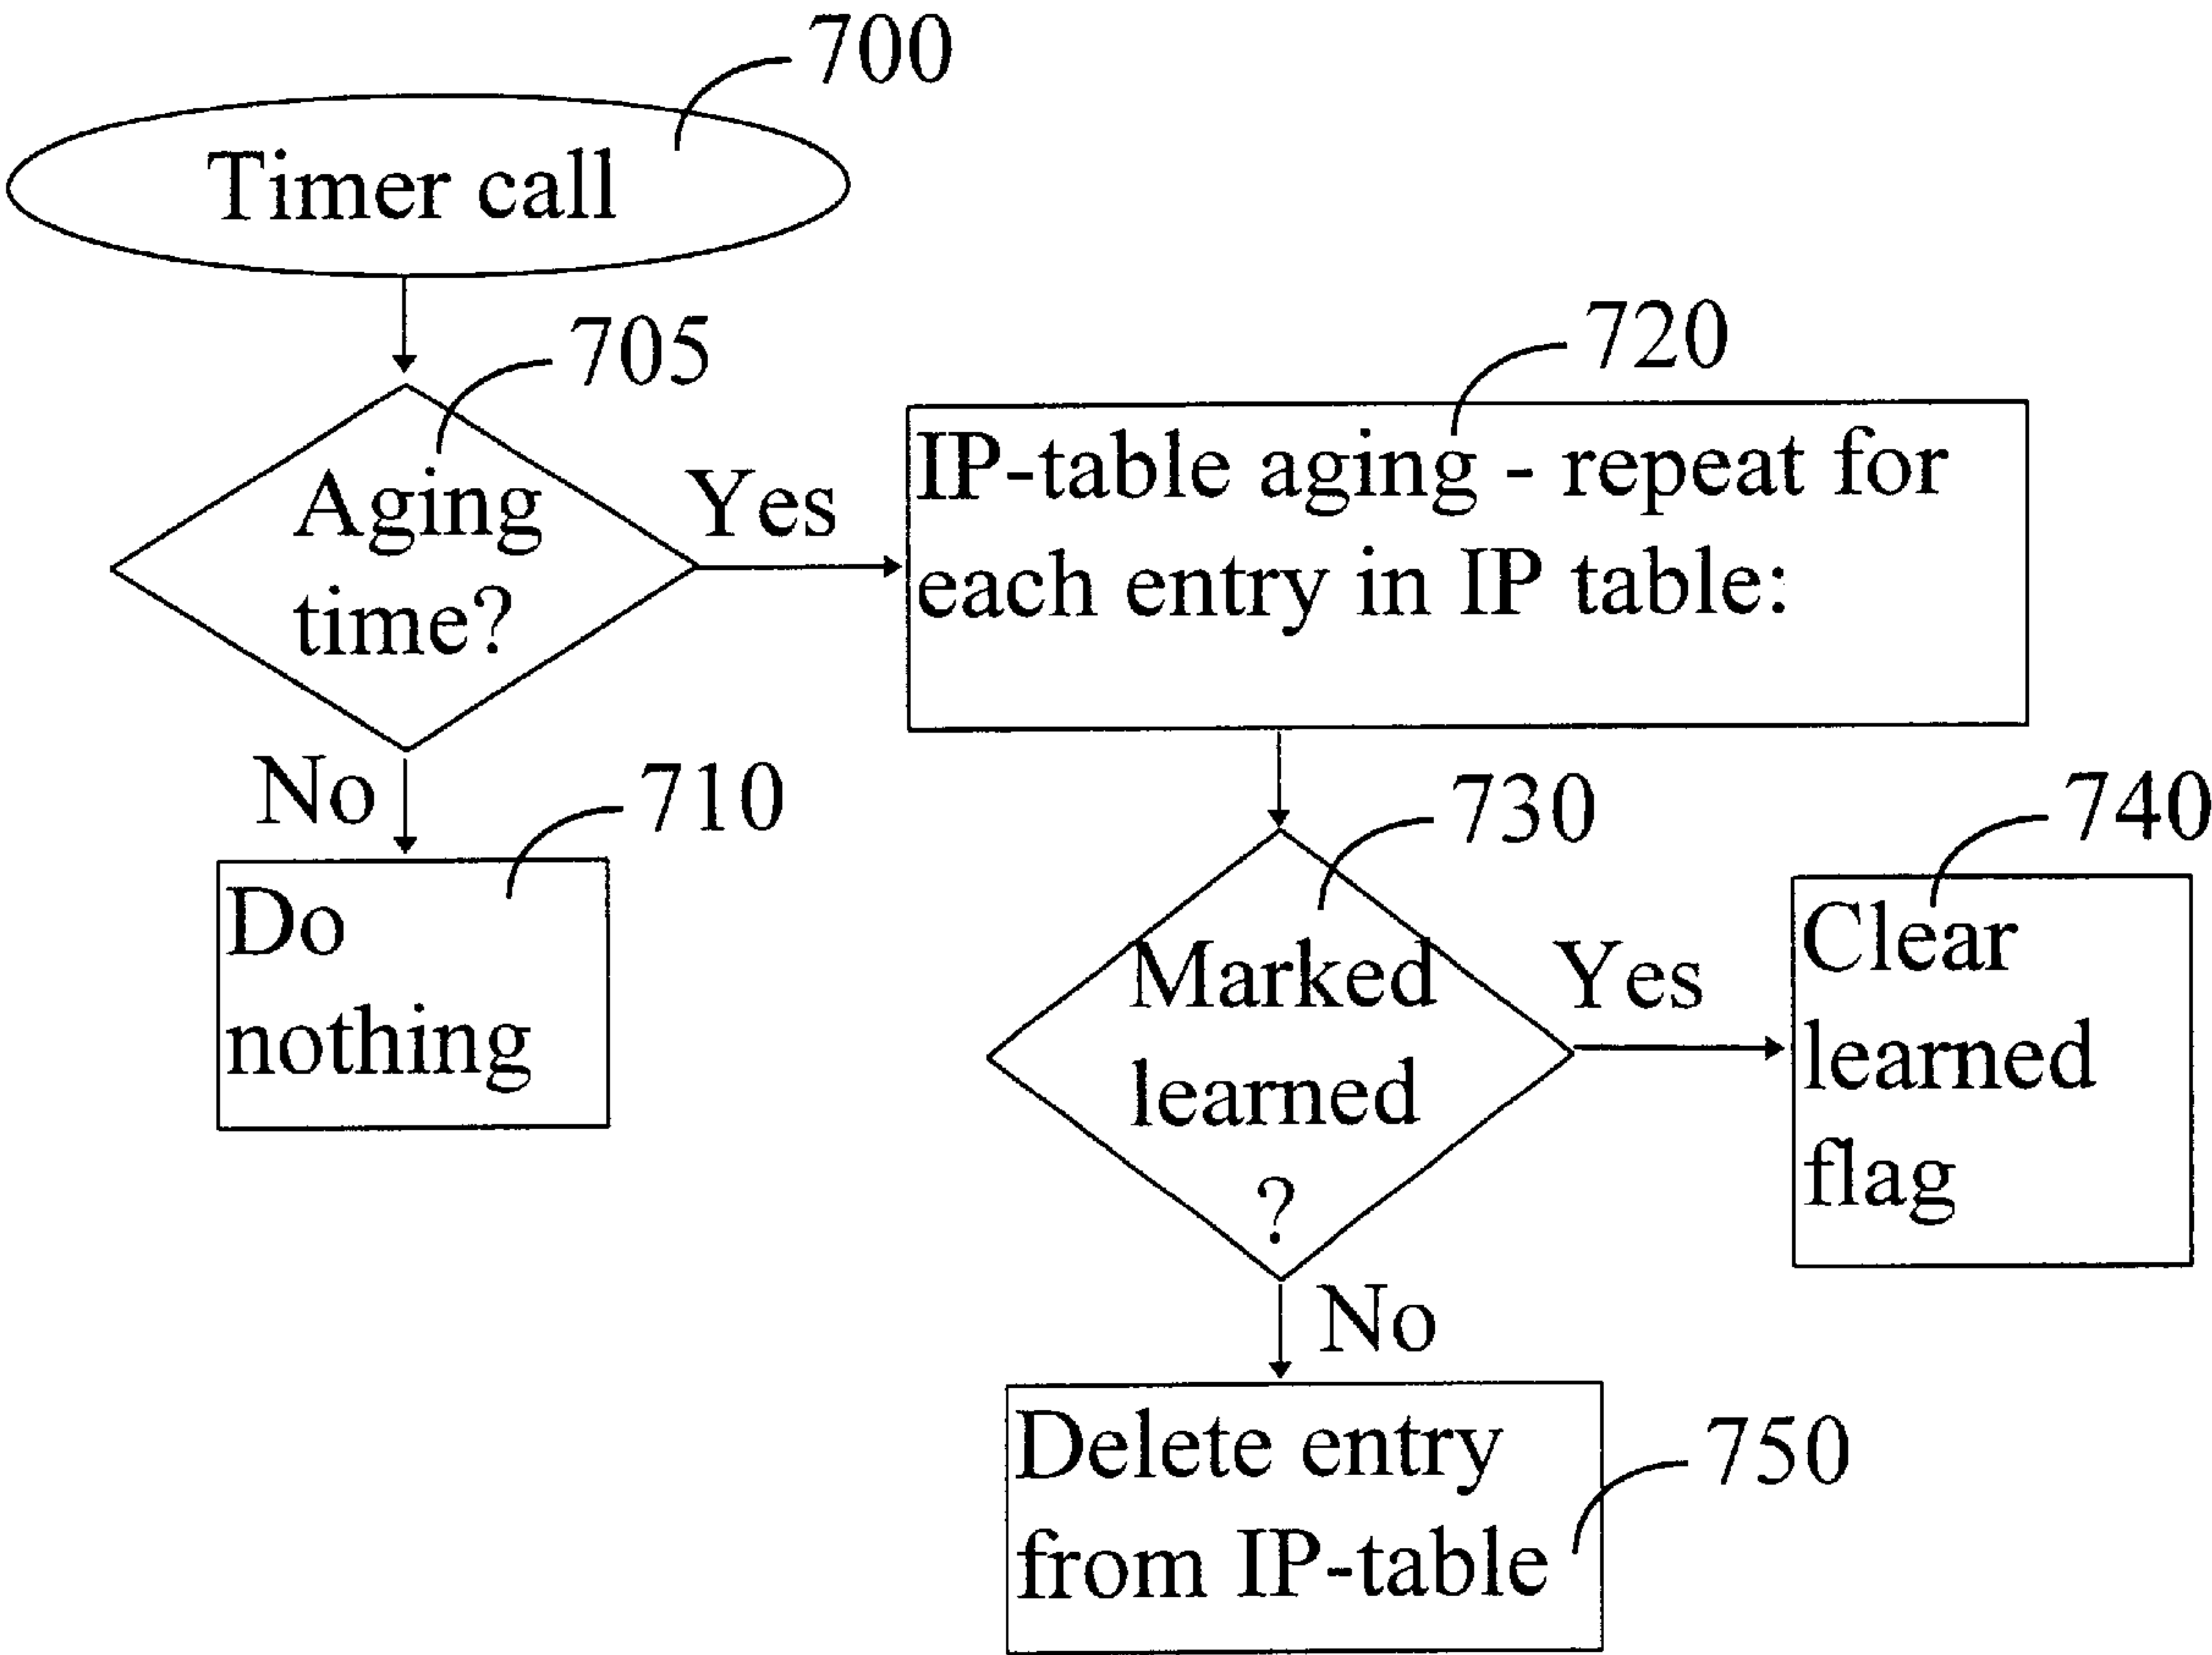 700
Timer call
705
Aging
time?
Yes
720
IP-table aging - repeat for
each entry in IP table:
No
710
Do
nothing
730
Marked
learned
?
Yes
740
Clear
learned
flag
No
Delete entry
from IP-table
750